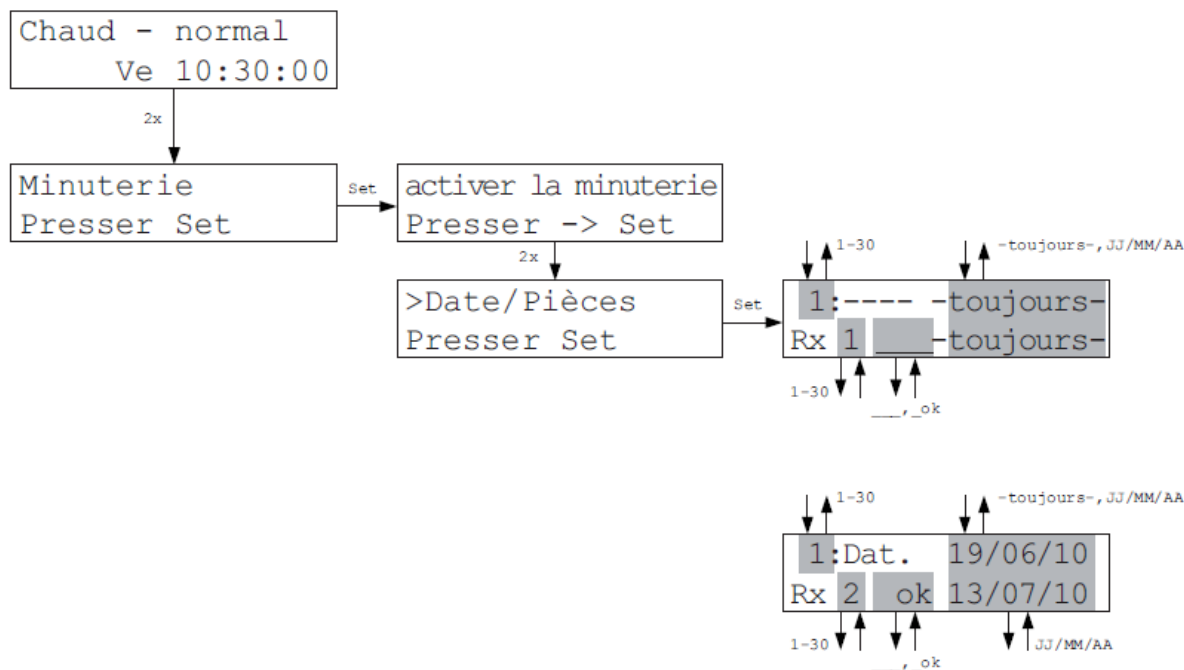 Chaud - normal
Ve 10:30:00
2x
Minuterie
Presser Set
Set
activer la minuterie
Presser -> Set
2x
>Date/Pièces
Presser Set
Set
1-30
-toujours-,JJ/MM/AA
1:---- -toujours-
Rx 1 ___-toujours-
1-30
___,_ok
1-30
-toujours-,JJ/MM/AA
1:Dat. 19/06/10
Rx 2 ok 13/07/10
1-30
JJ/MM/AA
___,_ok